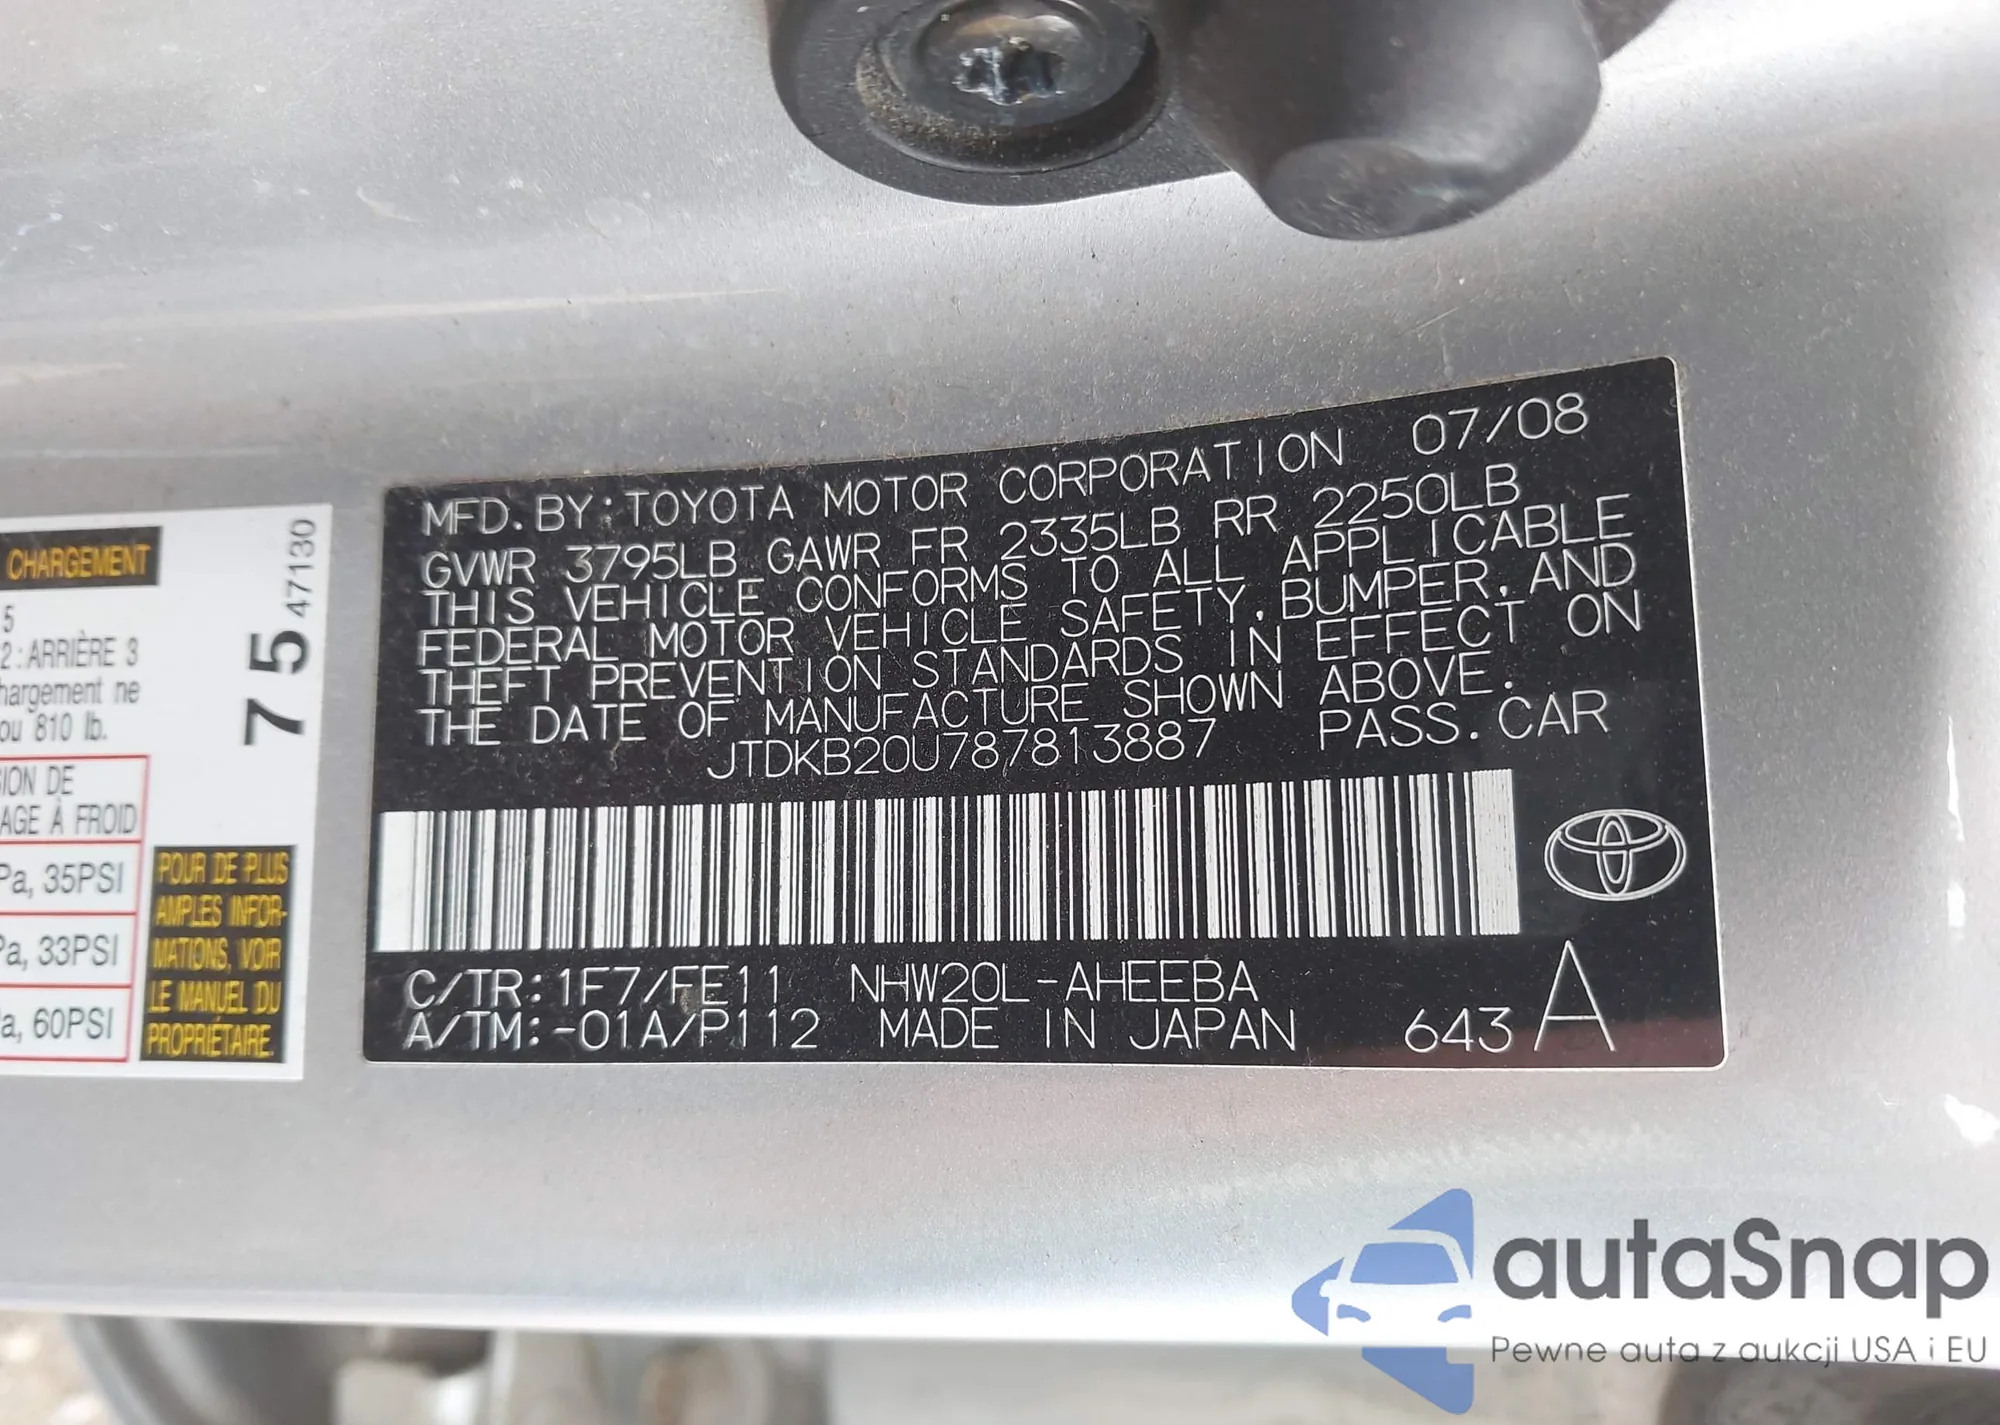 CHARGEMENT
5
2 : ARRIÈRE 3
hargement ne
ou 810 lb.
ION DE
AGE À FROID
Pa, 35PSI
Pa, 33PSI
a, 60PSI
75 47130
POUR DE PLUS
AMPLES INFOR-
MATIONS, VOIR
LE MANUEL DU
PROPRIÉTAIRE.
MFD. BY: TOYOTA MOTOR CORPORATION 07/08
GVWR 3795LB GAWR FR 2335LB RR 2250LB
THIS VEHICLE CONFORMS TO ALL APPLICABLE
FEDERAL MOTOR VEHICLE SAFETY, BUMPER, AND
THEFT PREVENTION STANDARDS IN EFFECT ON
THE DATE OF MANUFACTURE SHOWN ABOVE.
JTDKB20U787813887 PASS. CAR
C/TR: 1F7/FE11 NHW20L-AHEEBA
A/TM: -01A/P112 MADE IN JAPAN 643 A
autaSnap
Pewne auta z aukcji USA i EU